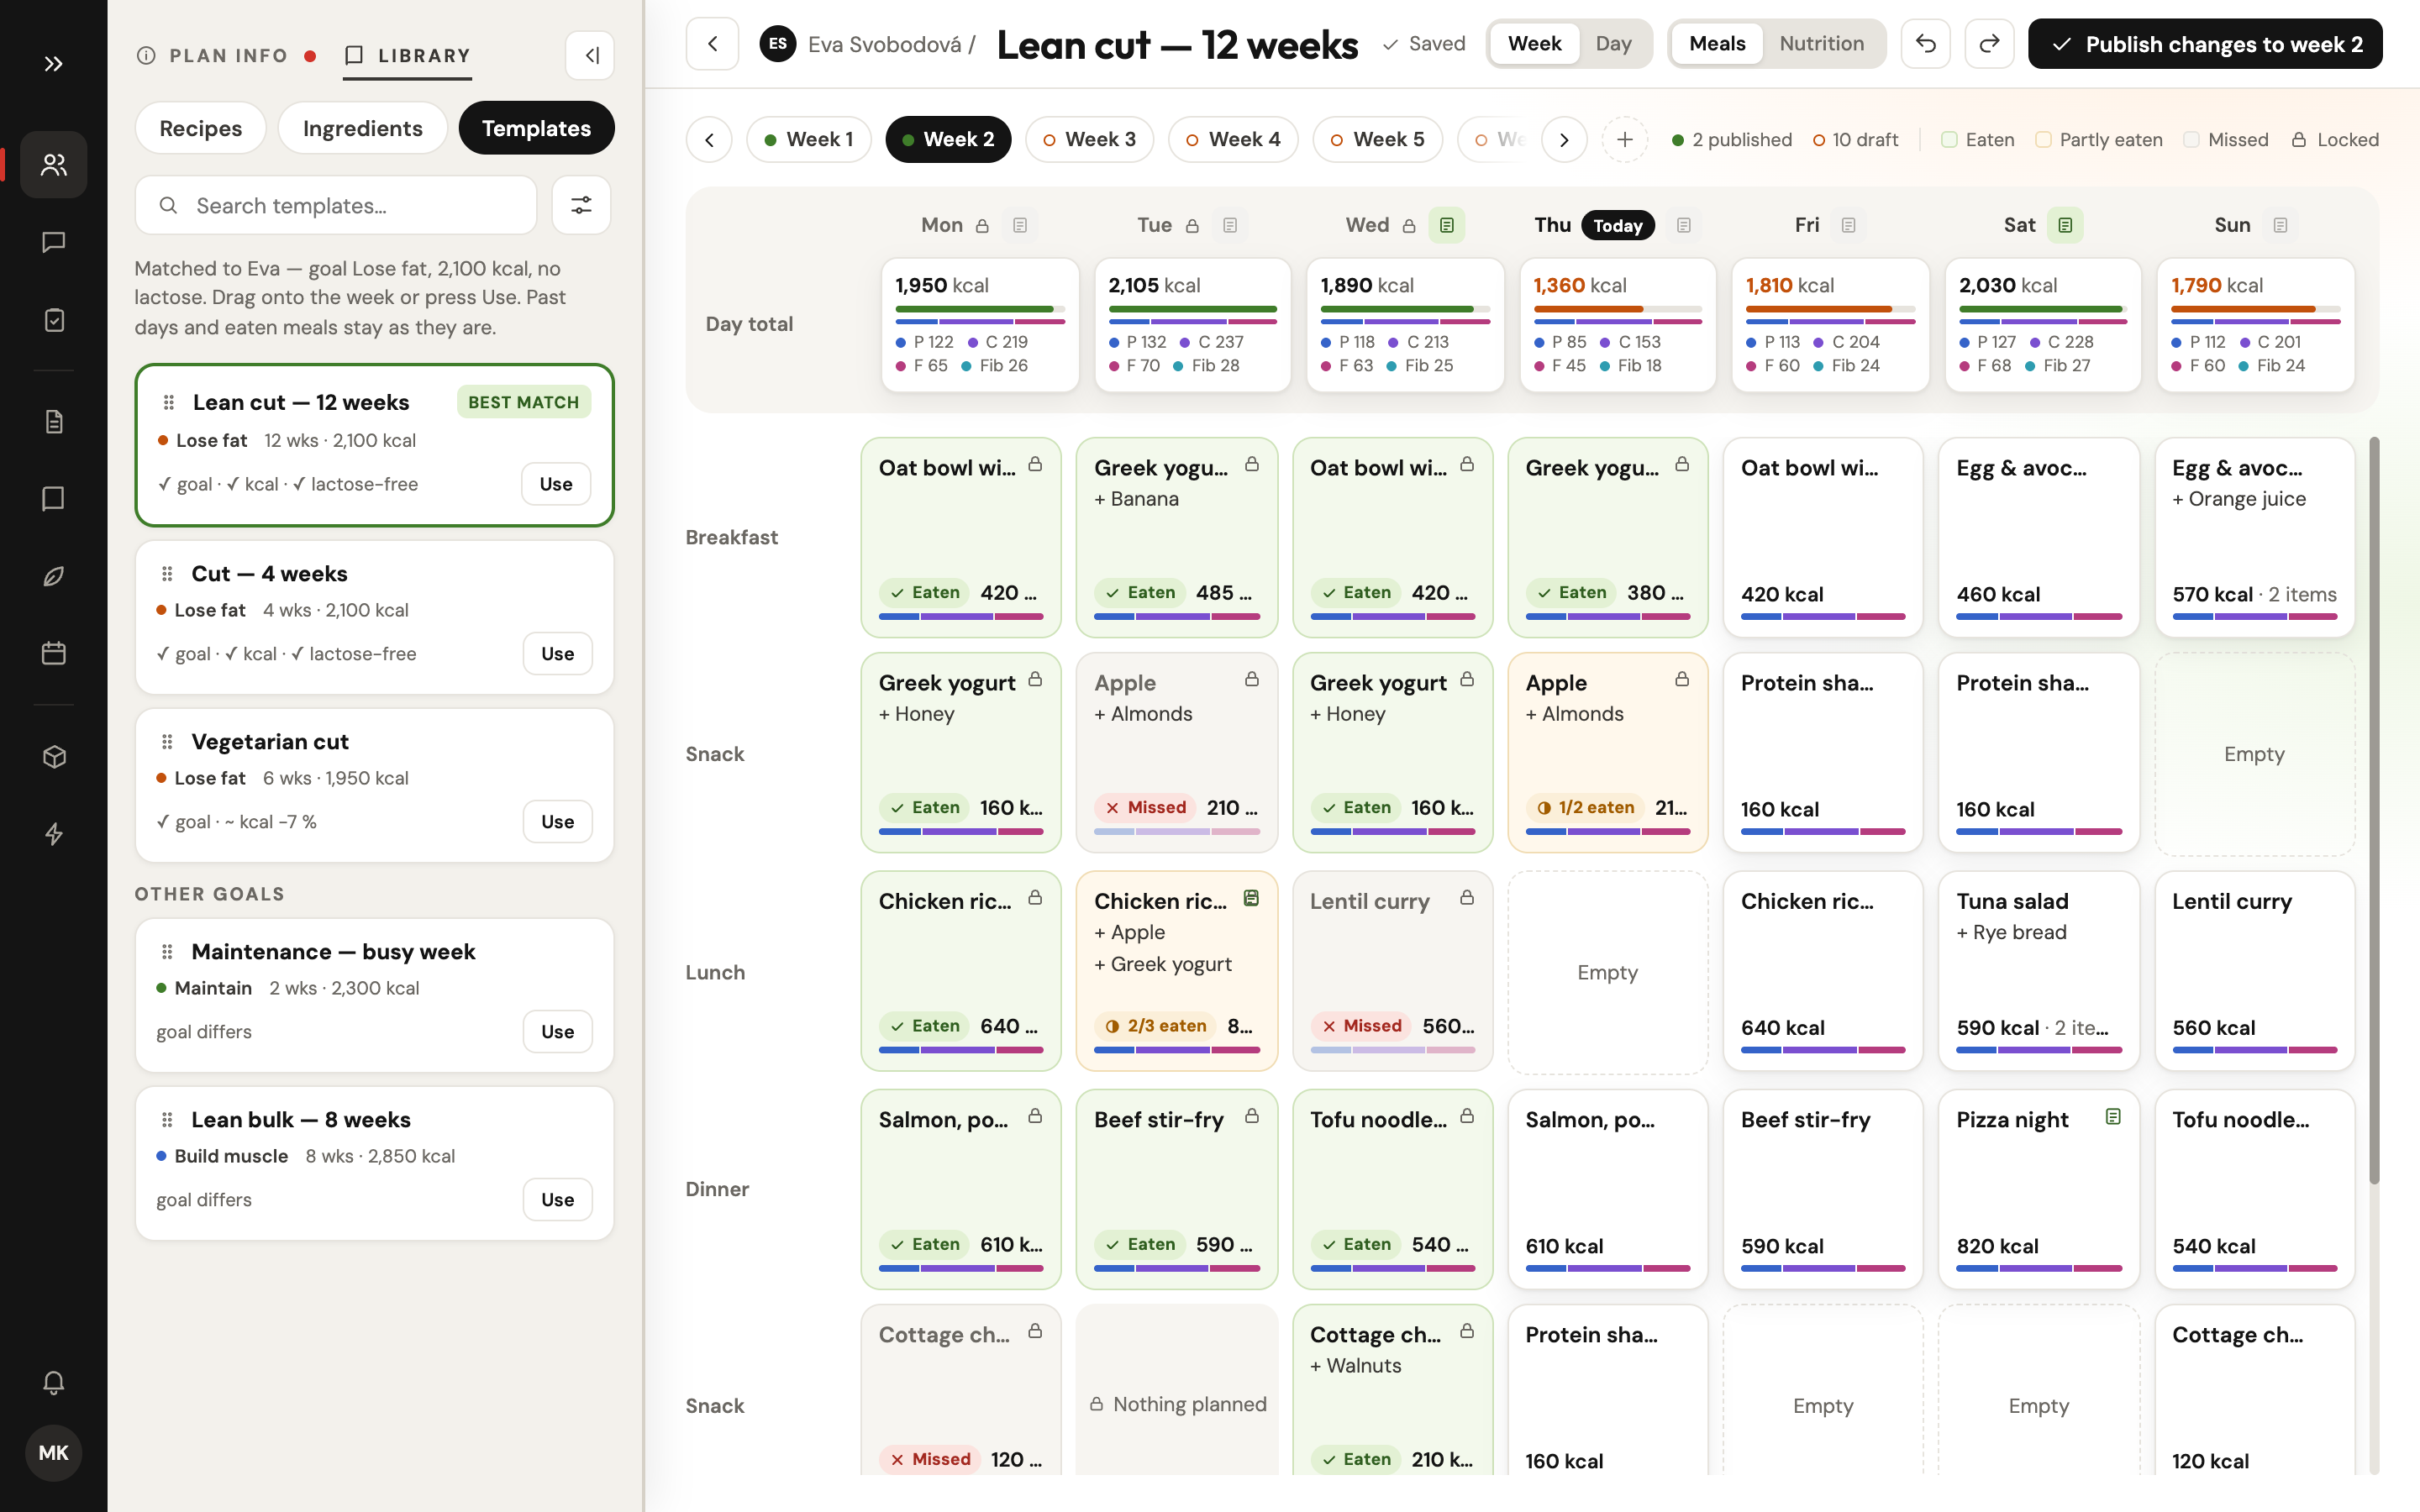 PLAN INFO
LIBRARY
Recipes
Ingredients
Templates
Search templates...
Matched to Eva — goal Lose fat, 2,100 kcal, no
lactose. Drag onto the week or press Use. Past
days and eaten meals stay as they are.
Lean cut — 12 weeks
BEST MATCH
Lose fat 12 wks · 2,100 kcal
✓ goal · ✓ kcal · ✓ lactose-free
Use
Cut — 4 weeks
Lose fat 4 wks · 2,100 kcal
✓ goal · ✓ kcal · ✓ lactose-free
Use
Vegetarian cut
Lose fat 6 wks · 1,950 kcal
✓ goal · ~ kcal -7 %
Use
OTHER GOALS
Maintenance — busy week
Maintain 2 wks · 2,300 kcal
goal differs
Use
Lean bulk — 8 weeks
Build muscle 8 wks · 2,850 kcal
goal differs
Use
MK
ES
Eva Svobodová /
Lean cut — 12 weeks
Saved
Week
Day
Meals
Nutrition
Publish changes to week 2
Week 1
Week 2
Week 3
Week 4
Week 5
We
2 published
10 draft
Eaten
Partly eaten
Missed
Locked
Mon
Tue
Wed
Thu Today
Fri
Sat
Sun
Day total
1,950 kcal
P 122 C 219
F 65 Fib 26
2,105 kcal
P 132 C 237
F 70 Fib 28
1,890 kcal
P 118 C 213
F 63 Fib 25
1,360 kcal
P 85 C 153
F 45 Fib 18
1,810 kcal
P 113 C 204
F 60 Fib 24
2,030 kcal
P 127 C 228
F 68 Fib 27
1,790 kcal
P 112 C 201
F 60 Fib 24
Breakfast
Oat bowl wi...
Eaten 420 ...
Greek yogu...
+ Banana
Eaten 485 ...
Oat bowl wi...
Eaten 420 ...
Greek yogu...
Eaten 380 ...
Oat bowl wi...
420 kcal
Egg & avoc...
460 kcal
Egg & avoc...
+ Orange juice
570 kcal · 2 items
Snack
Greek yogurt
+ Honey
Eaten 160 k...
Apple
+ Almonds
Missed 210 ...
Greek yogurt
+ Honey
Eaten 160 k...
Apple
+ Almonds
1/2 eaten 21...
Protein sha...
160 kcal
Protein sha...
160 kcal
Empty
Lunch
Chicken ric...
Eaten 640 ...
Chicken ric...
+ Apple
+ Greek yogurt
2/3 eaten 8...
Lentil curry
Missed 560...
Empty
Chicken ric...
640 kcal
Tuna salad
+ Rye bread
590 kcal · 2 ite...
Lentil curry
560 kcal
Dinner
Salmon, po...
Eaten 610 k...
Beef stir-fry
Eaten 590 ...
Tofu noodle...
Eaten 540 ...
Salmon, po...
610 kcal
Beef stir-fry
590 kcal
Pizza night
820 kcal
Tofu noodle...
540 kcal
Snack
Cottage ch...
Missed 120 ...
Nothing planned
Cottage ch...
+ Walnuts
Eaten 210 k...
Protein sha...
160 kcal
Empty
Empty
Cottage ch...
120 kcal